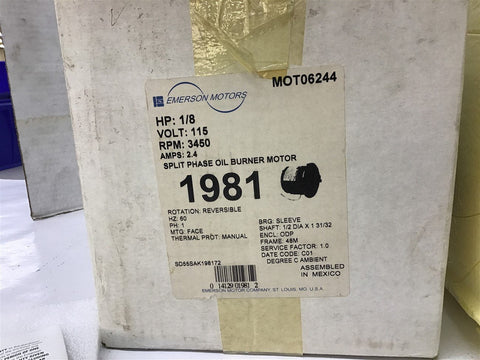 MOT06244
EMERSON MOTORS
HP: 1/8
VOLT: 115
RPM: 3450
AMPS: 2.4
SPLIT PHASE OIL BURNER MOTOR
1981
ROTATION: REVERSIBLE
HZ: 60
PH: 1
MTG: FACE
THERMAL PROT: MANUAL
BRG: SLEEVE
SHAFT: 1/2 DIA X 1 31/32
ENCL: ODP
FRAME: 48M
SERVICE FACTOR: 1.0
DATE CODE: C01
DEGREE C AMBIENT
SD55SAK198172
ASSEMBLED
IN MEXICO
0 14129 01981 2
EMERSON MOTOR COMPANY, ST. LOUIS, MO. U.S.A.